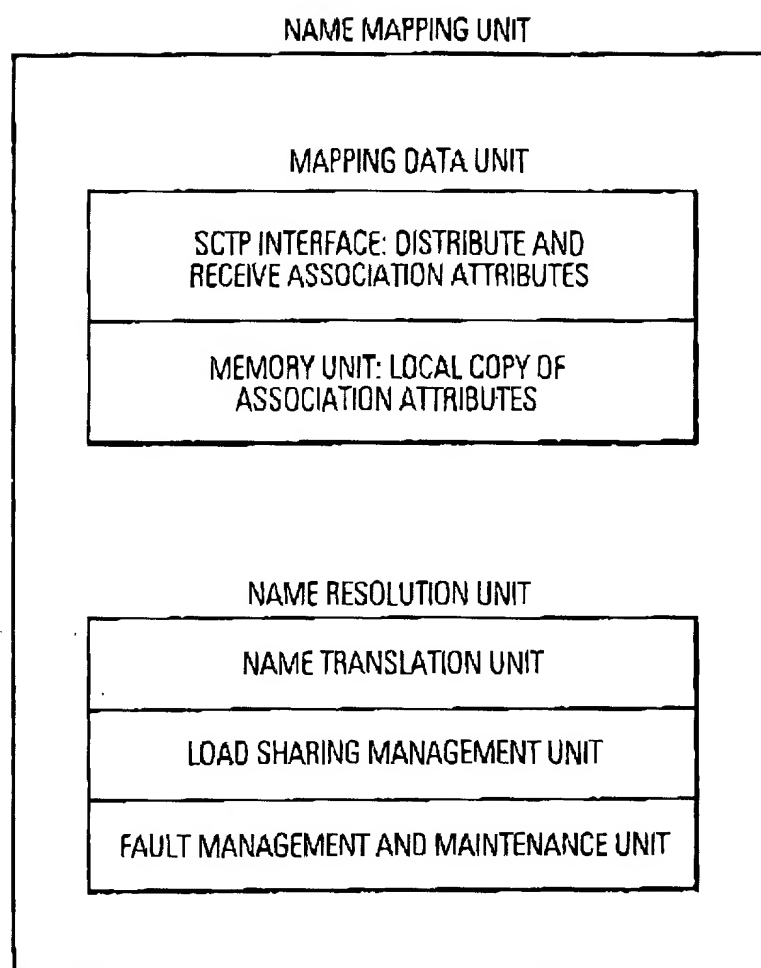 NAME MAPPING UNIT
MAPPING DATA UNIT
SCTP INTERFACE: DISTRIBUTE AND
RECEIVE ASSOCIATION ATTRIBUTES
MEMORY UNIT: LOCAL COPY OF
ASSOCIATION ATTRIBUTES
NAME RESOLUTION UNIT
NAME TRANSLATION UNIT
LOAD SHARING MANAGEMENT UNIT
FAULT MANAGEMENT AND MAINTENANCE UNIT